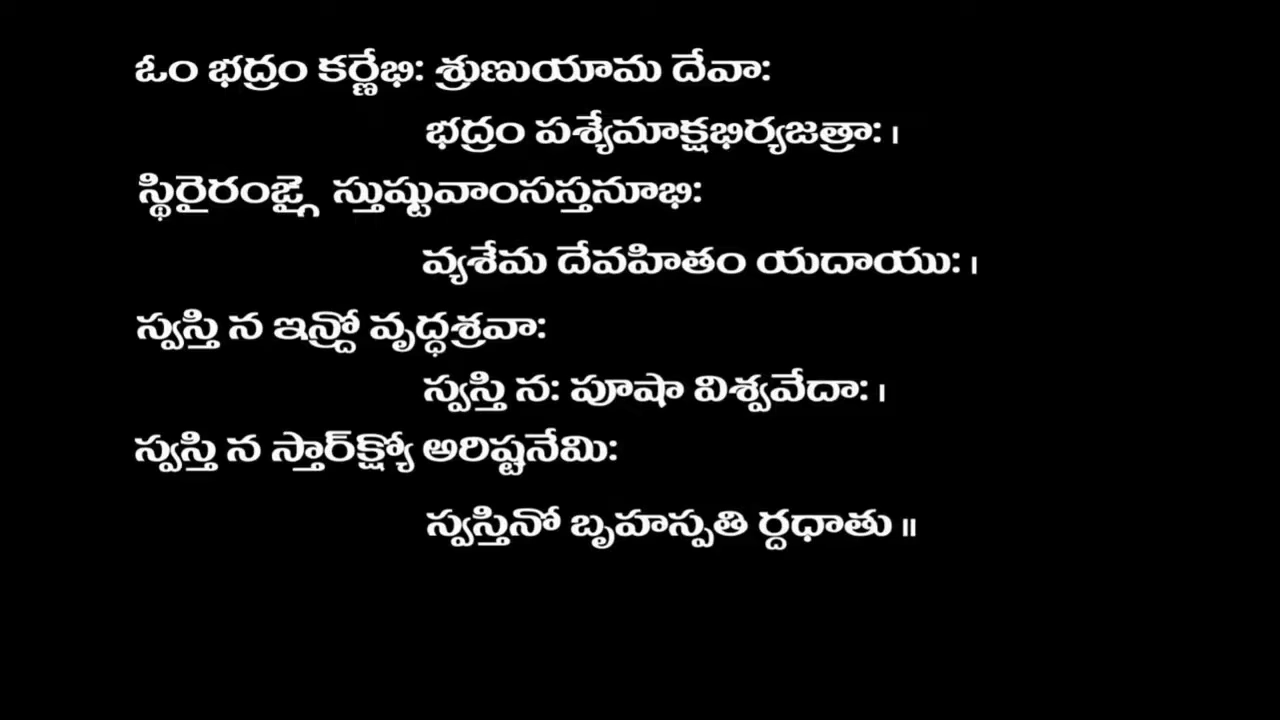 ఓం భద్రం కర్ణేభిః శ్రుణుయామ దేవాః
భద్రం పశ్యేమాక్షభిర్యజత్రాః ।
స్థిరైరంఙ్గై స్తుష్టువాంసస్తనూభిః
వ్యశేమ దేవహితం యదాయుః ।
స్వస్తి న ఇన్ద్రో వృద్ధశ్రవాః
స్వస్తి నః పూషా విశ్వవేదాః ।
స్వస్తి న స్తార్‌క్ష్యో అరిష్టనేమిః
స్వస్తినో బృహస్పతి ర్దధాతు ॥